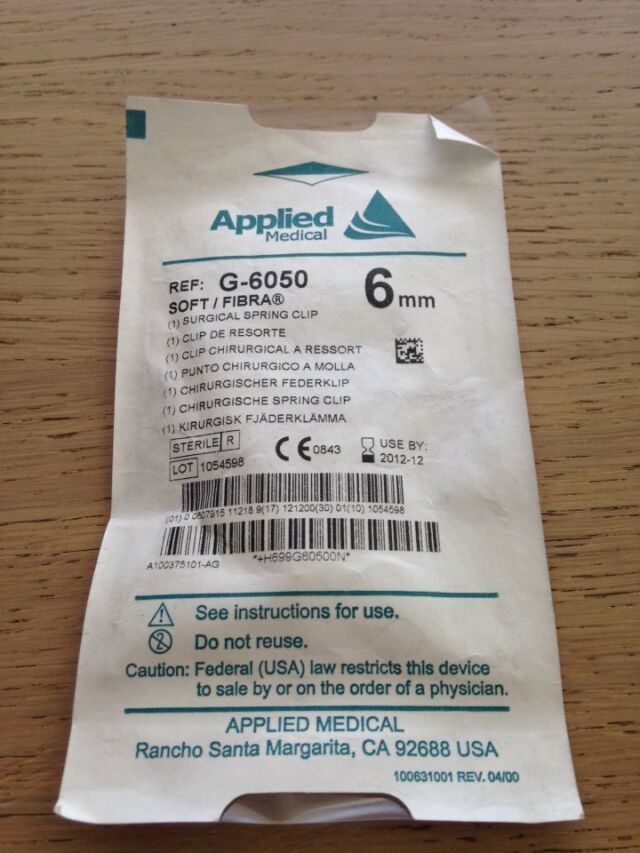 Applied
Medical
REF: G-6050
6 mm
SOFT / FIBRA®
(1) SURGICAL SPRING CLIP
(1) CLIP DE RESORTE
(1) CLIP CHIRURGICAL A RESSORT
(1) PUNTO CHIRURGICO A MOLLA
(1) CHIRURGISCHER FEDERKLIP
(1) CHIRURGISCHE SPRING CLIP
(1) KIRURGISK FJÄDERKLÄMMA
STERILE R
CE 0843
USE BY:
2012-12
LOT 1054598
(01) 0 0607915 11218 9(17) 121200(30) 01(10) 1054598
*+H699G60500N*
A100375101-AG
See instructions for use.
2 Do not reuse.
Caution: Federal (USA) law restricts this device
to sale by or on the order of a physician.
APPLIED MEDICAL
Rancho Santa Margarita, CA 92688 USA
100631001 REV. 04/00